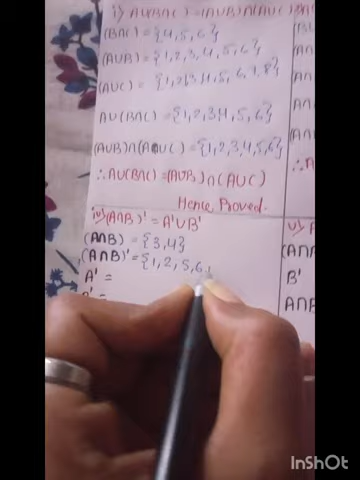 i) AU(B∩C) = (AUB)∩(AUC)
(B∩C) = {4,5,6}
(AUB) = {1,2,3,4,5,6}
(AUC) = {1,2,3,4,5,6,7,8}
AU(B∩C) = {1,2,3,4,5,6}
(AUB)∩(AUC) = {1,2,3,4,5,6}
∴ AU(B∩C) = (AUB)∩(AUC)
Hence Proved.
iv) (A∩B)' = A'UB'
(A∩B) = {3,4}
(A∩B)' = {1,2,5,6,
A' =
v)
(A∩
B'
A∩B
InShOt